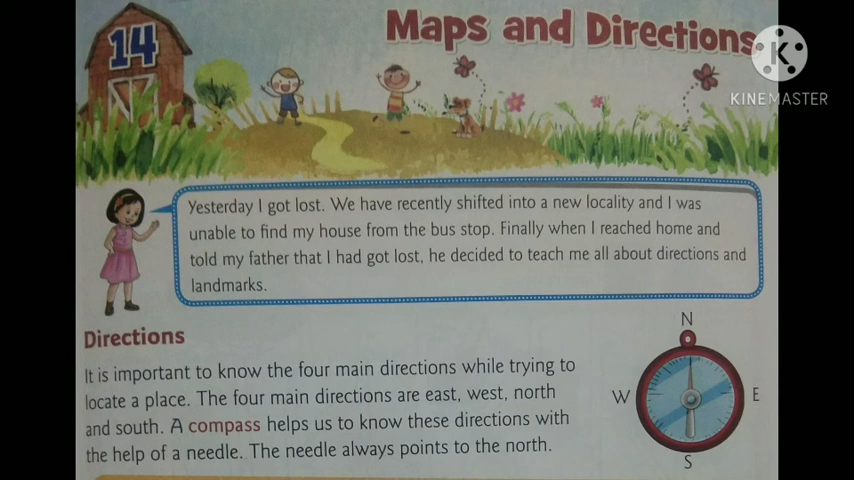 14
Maps and Directions
K
KINEMASTER
Yesterday I got lost. We have recently shifted into a new locality and I was
unable to find my house from the bus stop. Finally when I reached home and
told my father that I had got lost, he decided to teach me all about directions and
landmarks.
Directions
It is important to know the four main directions while trying to
locate a place. The four main directions are east, west, north
and south. A compass helps us to know these directions with
the help of a needle. The needle always points to the north.
N
W
E
S